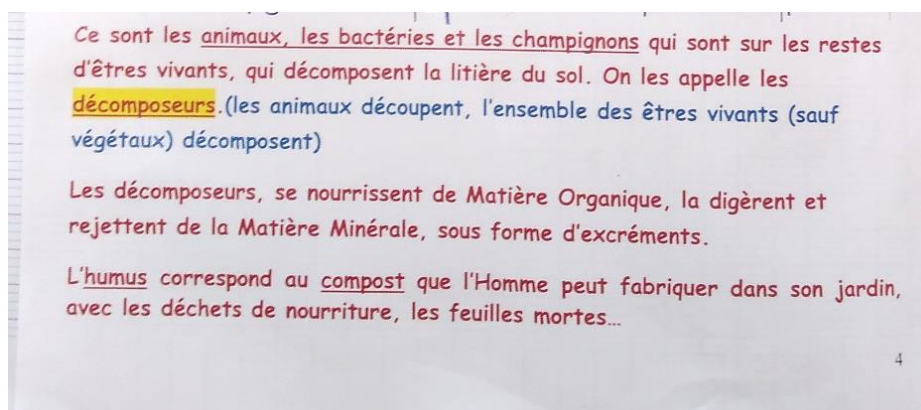 Ce sont les animaux, les bactéries et les champignons qui sont sur les restes
d'êtres vivants, qui décomposent la litière du sol. On les appelle les
décomposeurs.(les animaux découpent, l'ensemble des êtres vivants (sauf
végétaux) décomposent)
Les décomposeurs, se nourrissent de Matière Organique, la digèrent et
rejettent de la Matière Minérale, sous forme d'excréments.
L'humus correspond au compost que l'Homme peut fabriquer dans son jardin,
avec les déchets de nourriture, les feuilles mortes...
4